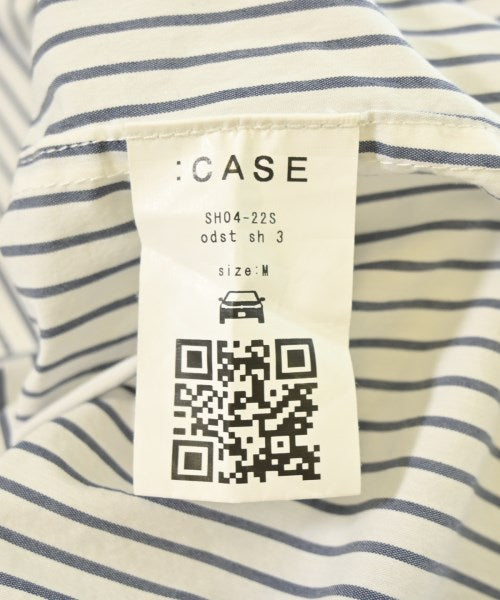 :CASE
SH04-22S
odst sh 3
size:M